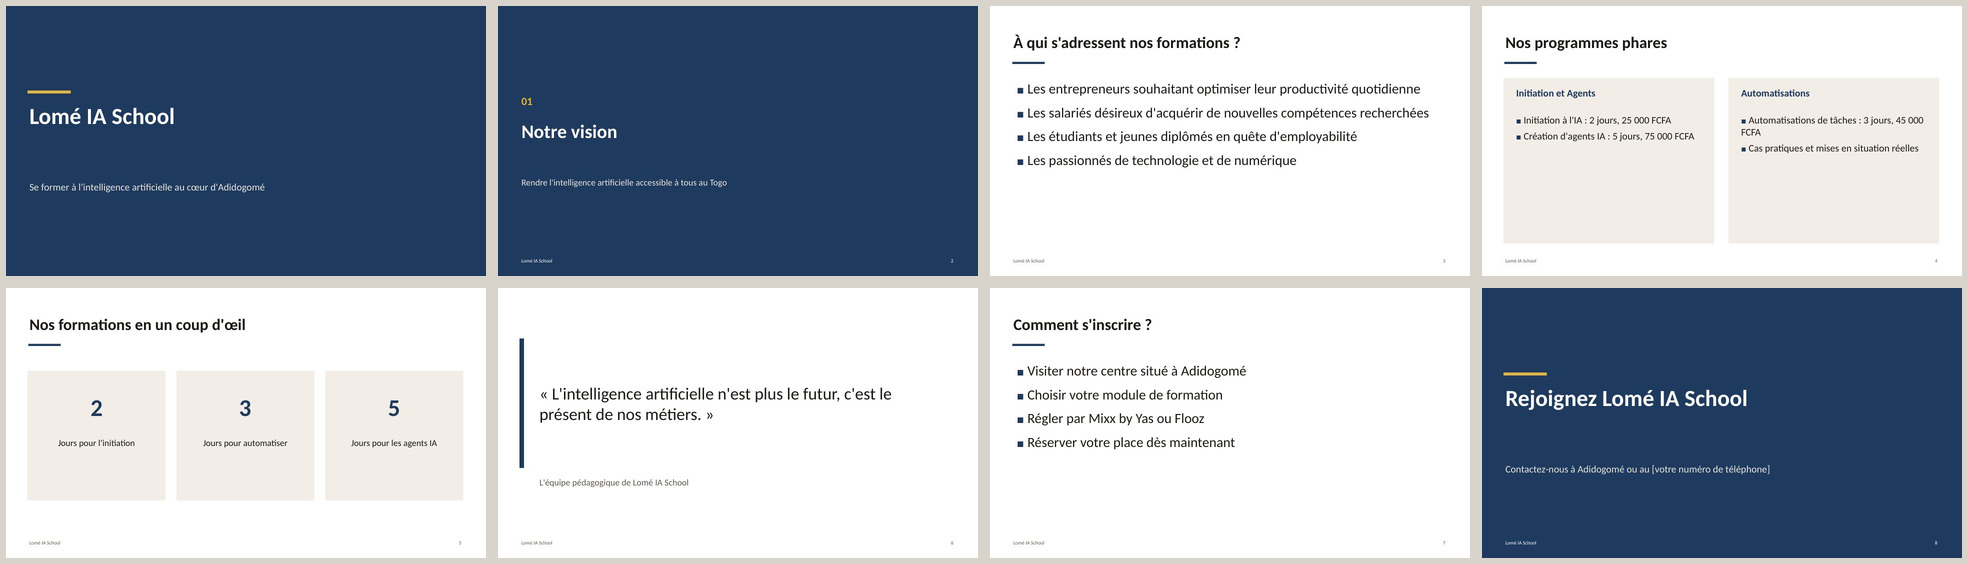 Lomé IA School
Se former à l'intelligence artificielle au cœur d'Adidogomé
01
Notre vision
Rendre l'intelligence artificielle accessible à tous au Togo
Lomé IA School
2
À qui s'adressent nos formations ?
■ Les entrepreneurs souhaitant optimiser leur productivité quotidienne
■ Les salariés désireux d'acquérir de nouvelles compétences recherchées
■ Les étudiants et jeunes diplômés en quête d'employabilité
■ Les passionnés de technologie et de numérique
Lomé IA School
3
Nos programmes phares
Initiation et Agents
■ Initiation à l'IA : 2 jours, 25 000 FCFA
■ Création d'agents IA : 5 jours, 75 000 FCFA
Automatisations
■ Automatisations de tâches : 3 jours, 45 000
FCFA
■ Cas pratiques et mises en situation réelles
Lomé IA School
4
Nos formations en un coup d'œil
2
Jours pour l'initiation
3
Jours pour automatiser
5
Jours pour les agents IA
Lomé IA School
5
« L'intelligence artificielle n'est plus le futur, c'est le
présent de nos métiers. »
L'équipe pédagogique de Lomé IA School
Lomé IA School
6
Comment s'inscrire ?
■ Visiter notre centre situé à Adidogomé
■ Choisir votre module de formation
■ Régler par Mixx by Yas ou Flooz
■ Réserver votre place dès maintenant
Lomé IA School
7
Rejoignez Lomé IA School
Contactez-nous à Adidogomé ou au [votre numéro de téléphone]
Lomé IA School
8